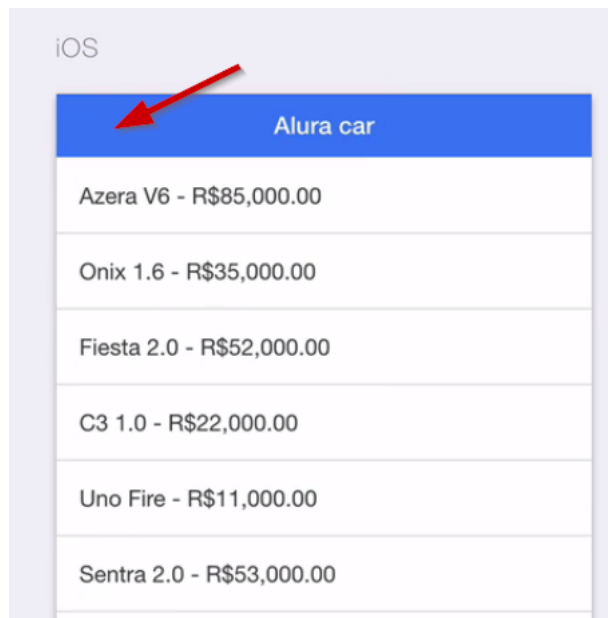 iOS
Alura car
Azera V6 - R$85,000.00
Onix 1.6 - R$35,000.00
Fiesta 2.0 - R$52,000.00
C3 1.0 - R$22,000.00
Uno Fire - R$11,000.00
Sentra 2.0 - R$53,000.00